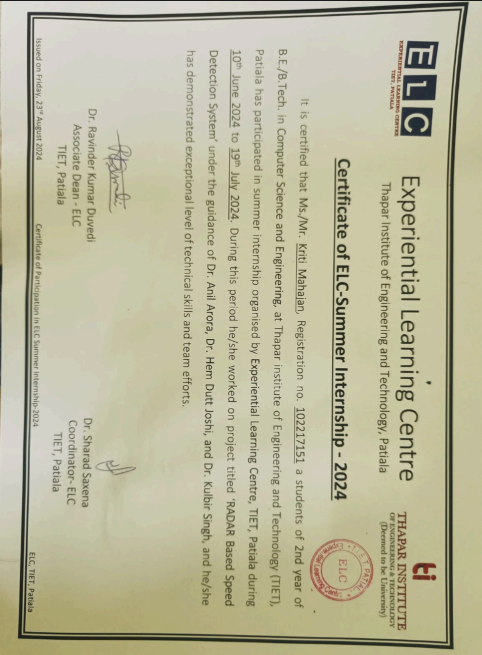 ELC
EXPERIENTIAL LEARNING CENTRE
TIET, PATIALA
Experiential Learning Centre
Thapar Institute of Engineering and Technology, Patiala
ti
THAPAR INSTITUTE
OF ENGINEERING & TECHNOLOGY
(Deemed to be University)
Certificate of ELC-Summer Internship - 2024
ELC
It is certified that Ms./Mr. Kriti Mahajan, Registration no. 102217151 a students of 2nd year of
B.E./B.Tech. in Computer Science and Engineering, at Thapar institute of Engineering and Technology (TIET),
Patiala has participated in summer internship organised by Experiential Learning Centre, TIET, Patiala during
10th June 2024 to 19th July 2024. During this period he/she worked on project titled 'RADAR Based Speed
Detection System' under the guidance of Dr. Anil Arora, Dr. Hem Dutt Joshi, and Dr. Kulbir Singh, and he/she
has demonstrated exceptional level of technical skills and team efforts.
Dr. Ravinder Kumar Duvedi
Associate Dean - ELC
TIET, Patiala
Dr. Sharad Saxena
Coordinator- ELC
TIET, Patiala
Issued on Friday, 23rd August 2024
Certificate of Participation in ELC Summer Internship-2024
ELC, TIET, Patiala